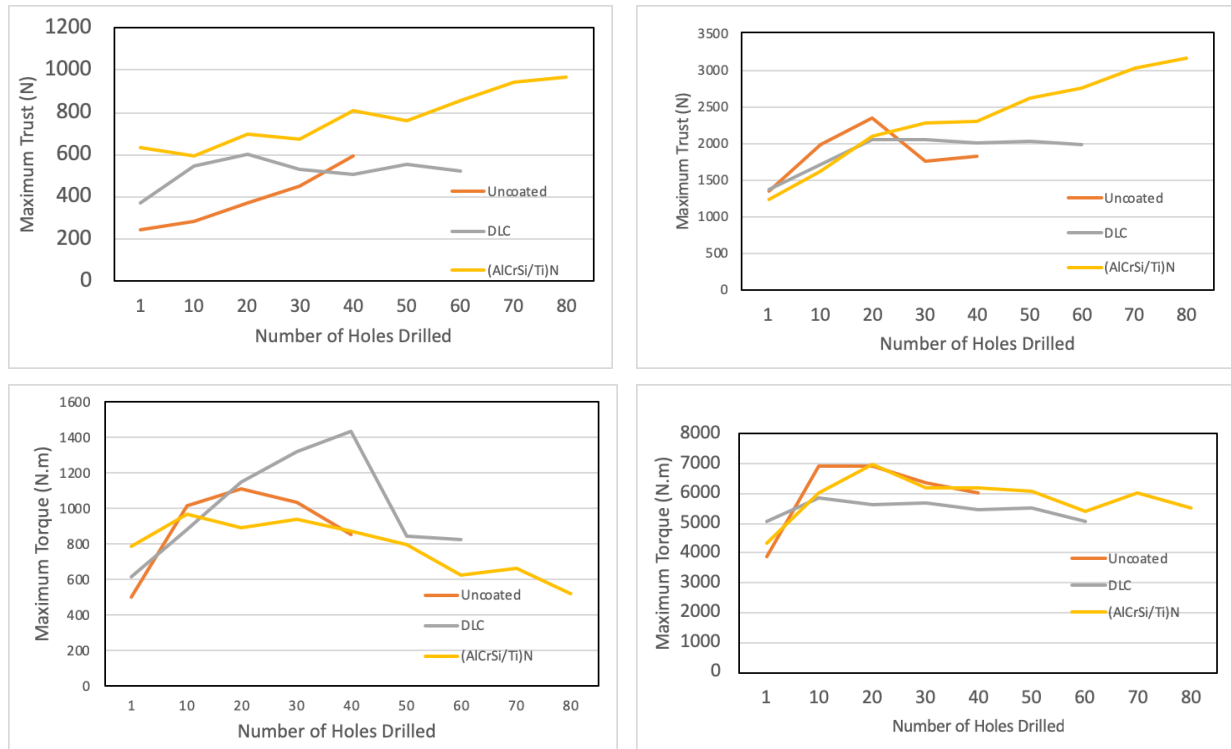 1200
1000
800
600
400
200
0
Maximum Trust (N)
Uncoated
DLC
(AlCrSi/Ti)N
1 10 20 30 40 50 60 70 80
Number of Holes Drilled
3500
3000
2500
2000
1500
1000
500
0
Maximum Trust (N)
Uncoated
DLC
(AlCrSi/Ti)N
1 10 20 30 40 50 60 70 80
Number of Holes Drilled
1600
1400
1200
1000
800
600
400
200
0
Maximum Torque (N.m)
Uncoated
DLC
(AlCrSi/Ti)N
1 10 20 30 40 50 60 70 80
Number of Holes Drilled
8000
7000
6000
5000
4000
3000
2000
1000
0
Maximum Torque (N.m)
Uncoated
DLC
(AlCrSi/Ti)N
1 10 20 30 40 50 60 70 80
Number of Holes Drilled